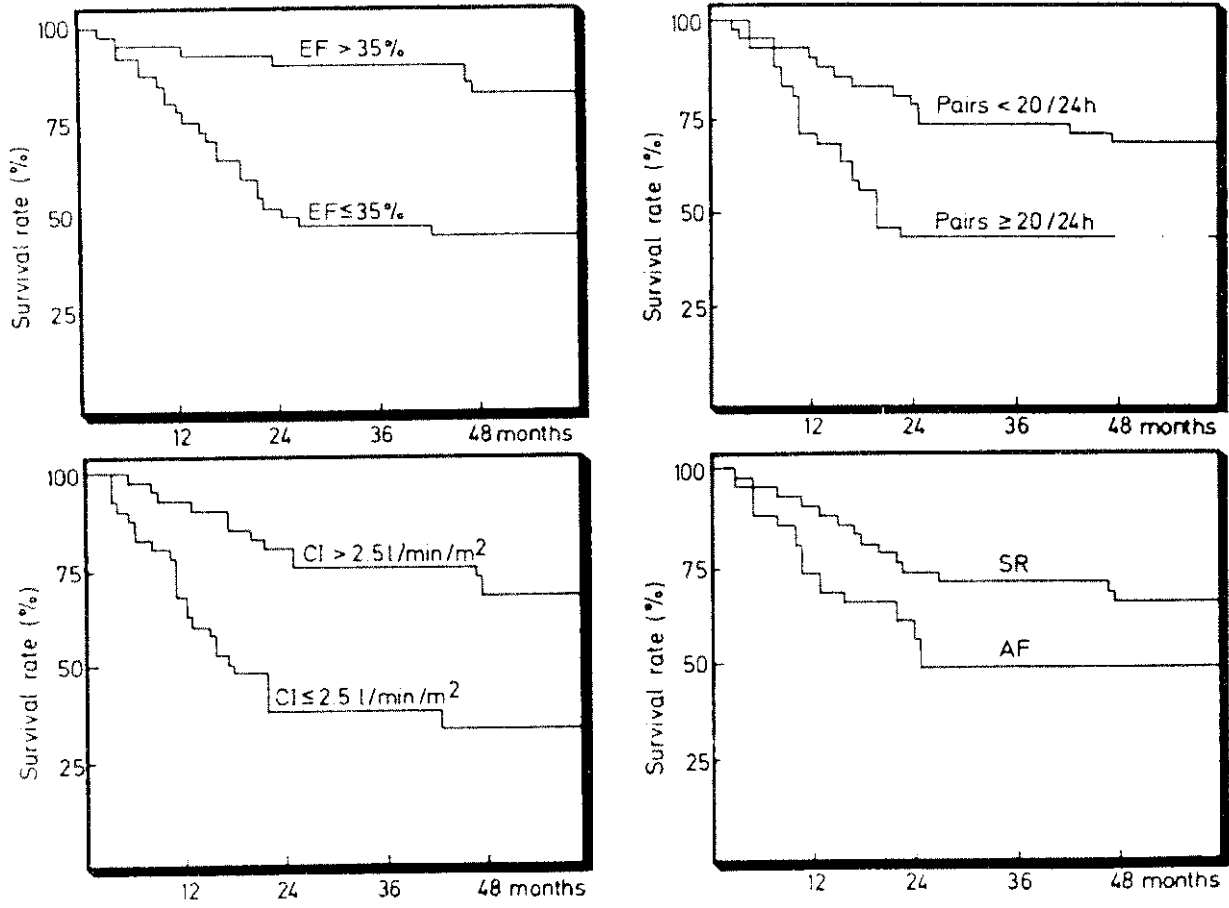 100
75
50
25
Survival rate (%)
EF > 35%
EF ≤ 35%
12 24 36 48 months
100
75
50
25
Survival rate (%)
Pairs < 20/24h
Pairs ≥ 20/24h
12 24 36 48 months
100
75
50
25
Survival rate (%)
CI > 2.5 l/min/m²
CI ≤ 2.5 l/min/m²
12 24 36 48 months
100
75
50
25
Survival rate (%)
SR
AF
12 24 36 48 months